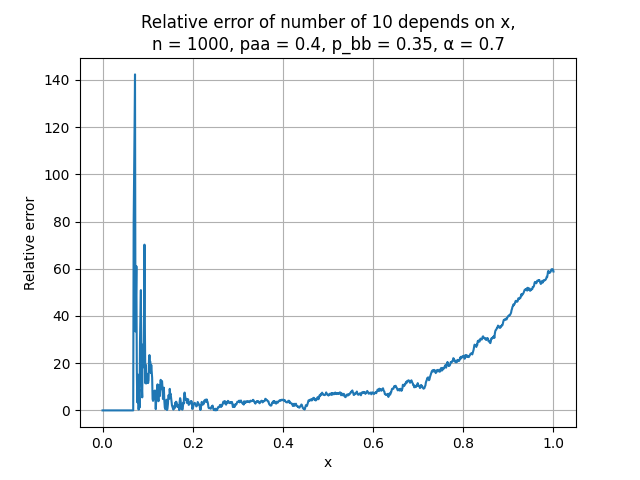 Relative error of number of 10 depends on x,
n = 1000, paa = 0.4, p_bb = 0.35, α = 0.7
140
120
100
80
60
40
20
0
Relative error
0.0 0.2 0.4 0.6 0.8 1.0
x